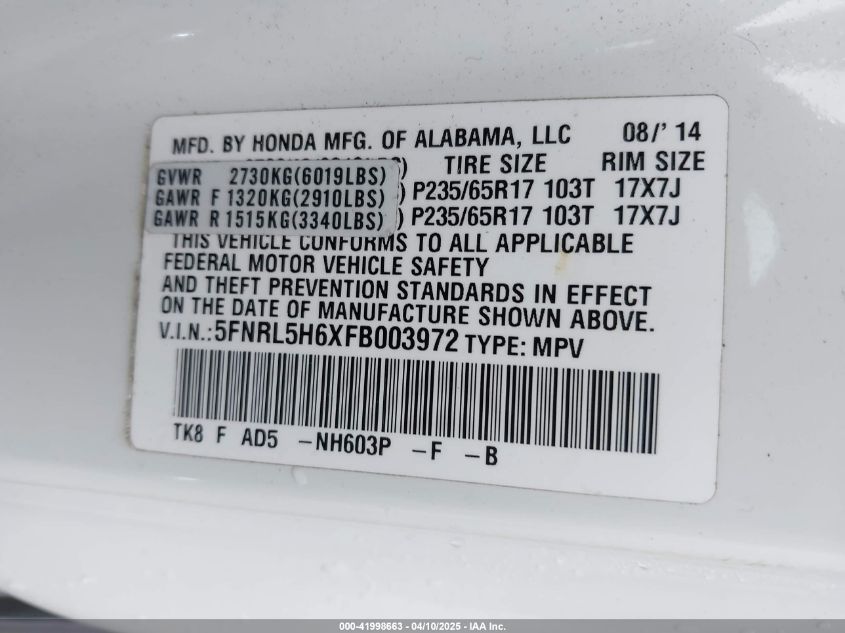 MFD. BY HONDA MFG. OF ALABAMA, LLC 08/' 14
TIRE SIZE RIM SIZE
GVWR 2730KG(6019LBS)
GAWR F 1320KG(2910LBS) ) P235/65R17 103T 17X7J
GAWR R 1515KG(3340LBS) ) P235/65R17 103T 17X7J
THIS VEHICLE CONFORMS TO ALL APPLICABLE
FEDERAL MOTOR VEHICLE SAFETY
AND THEFT PREVENTION STANDARDS IN EFFECT
ON THE DATE OF MANUFACTURE SHOWN ABOVE.
V.I.N.: 5FNRL5H6XFB003972 TYPE: MPV
TK8 F AD5 -NH603P -F -B
000-41998663 - 04/10/2025 - IAA Inc.